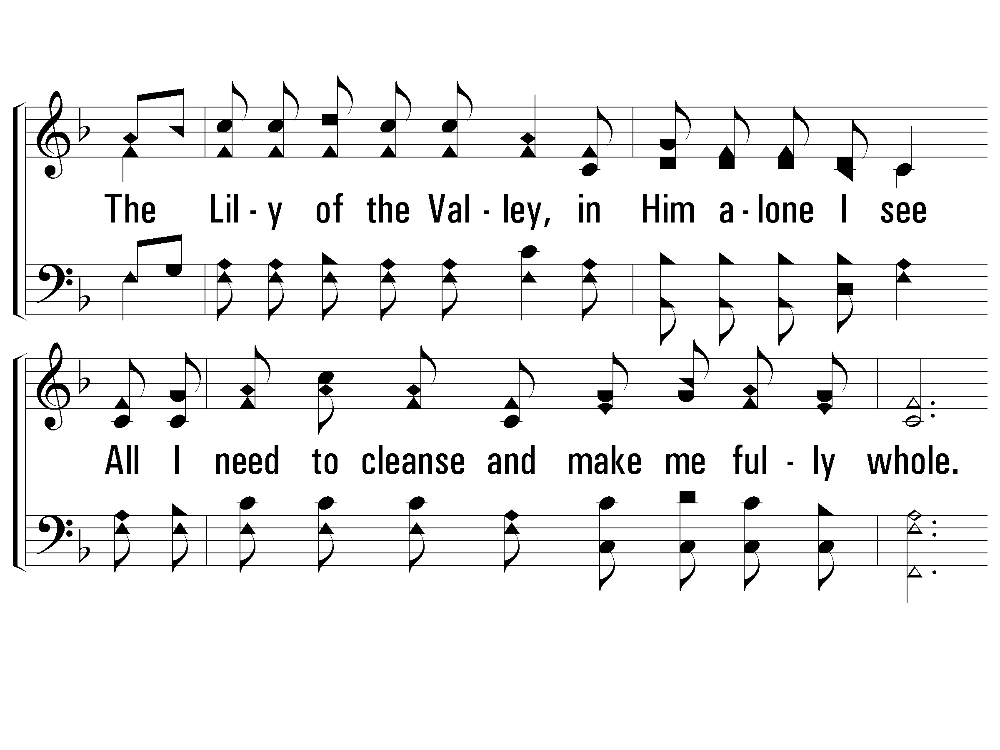 The Lil - y of the Val - ley, in Him a - lone I see
All I need to cleanse and make me ful - ly whole.